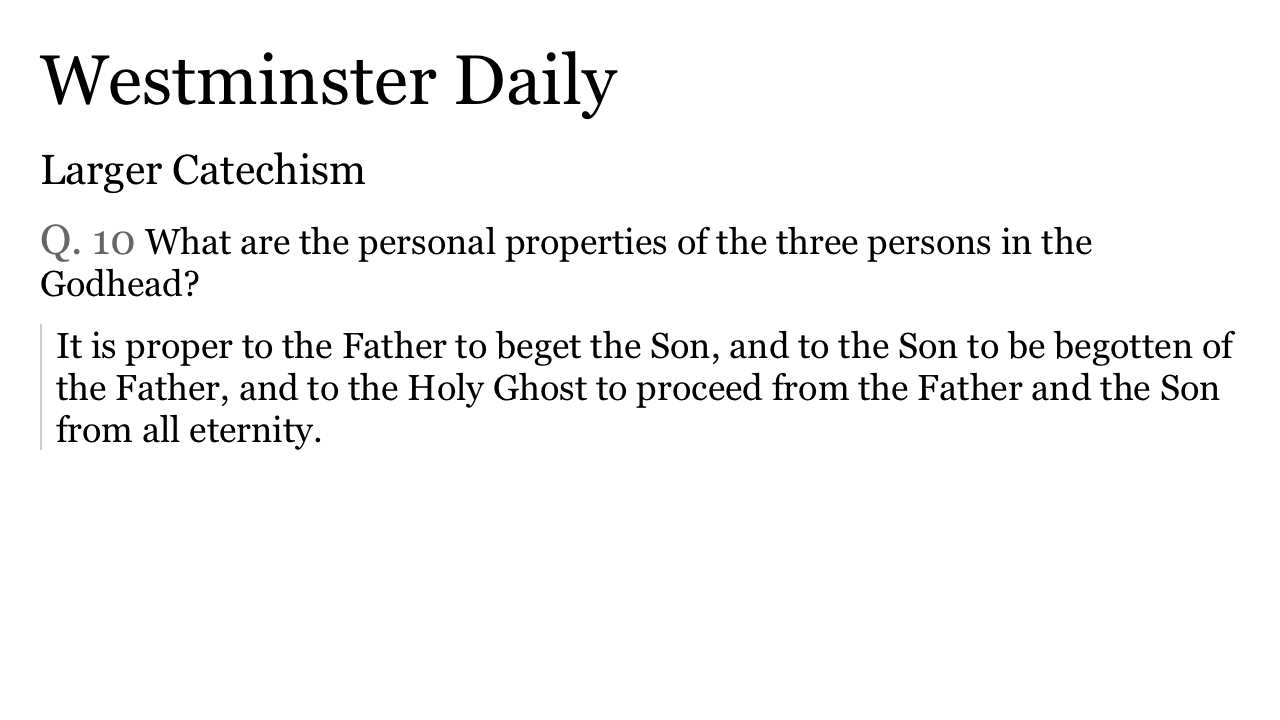 Westminster Daily
Larger Catechism
Q. 10 What are the personal properties of the three persons in the
Godhead?
It is proper to the Father to beget the Son, and to the Son to be begotten of
the Father, and to the Holy Ghost to proceed from the Father and the Son
from all eternity.